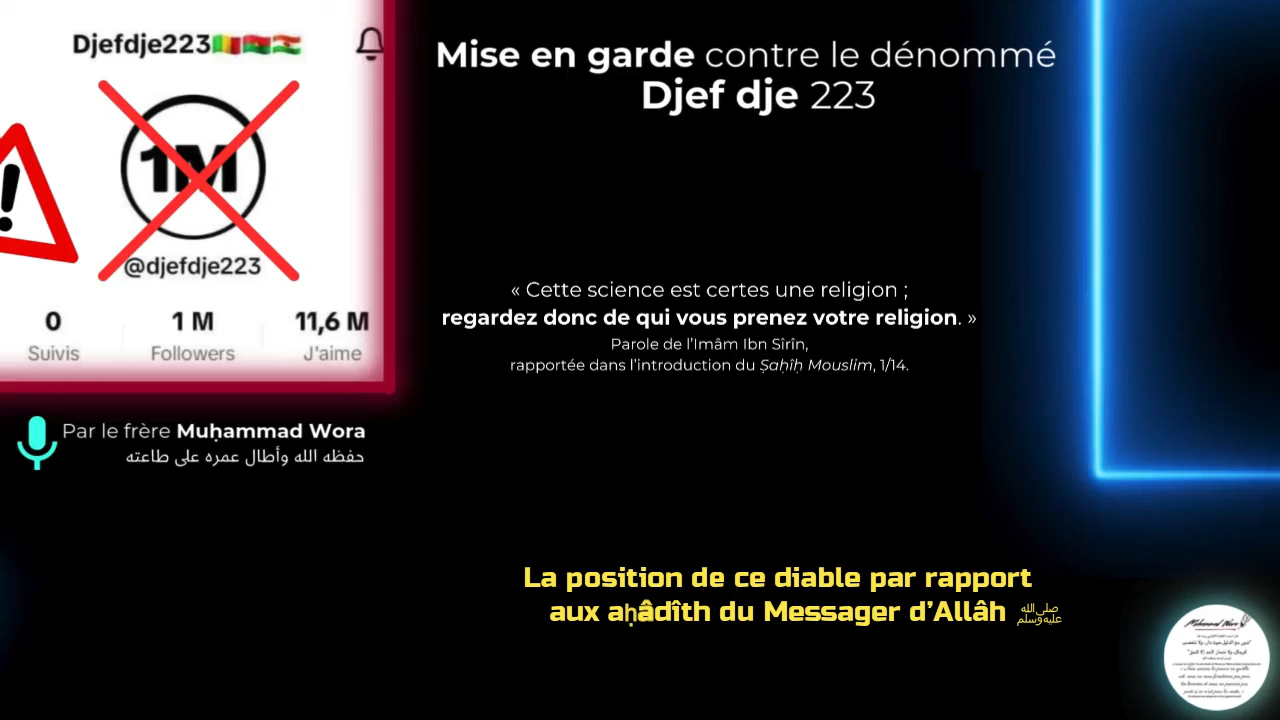 Djefdje223🇲🇱🇧🇫🇳🇪
1M
@djefdje223
0 1 M 11,6 M
Suivis Followers J'aime
Mise en garde contre le dénommé
Djef dje 223
« Cette science est certes une religion ;
regardez donc de qui vous prenez votre religion. »
Parole de l'Imâm Ibn Sîrîn,
rapportée dans l'introduction du Ṣaḥîḥ Mouslim, 1/14.
Par le frère Muḥammad Wora
حفظه الله وأطال عمره على طاعته
La position de ce diable par rapport
aux aḥâdîth du Messager d'Allâh ﷺ
Muhammad Wora